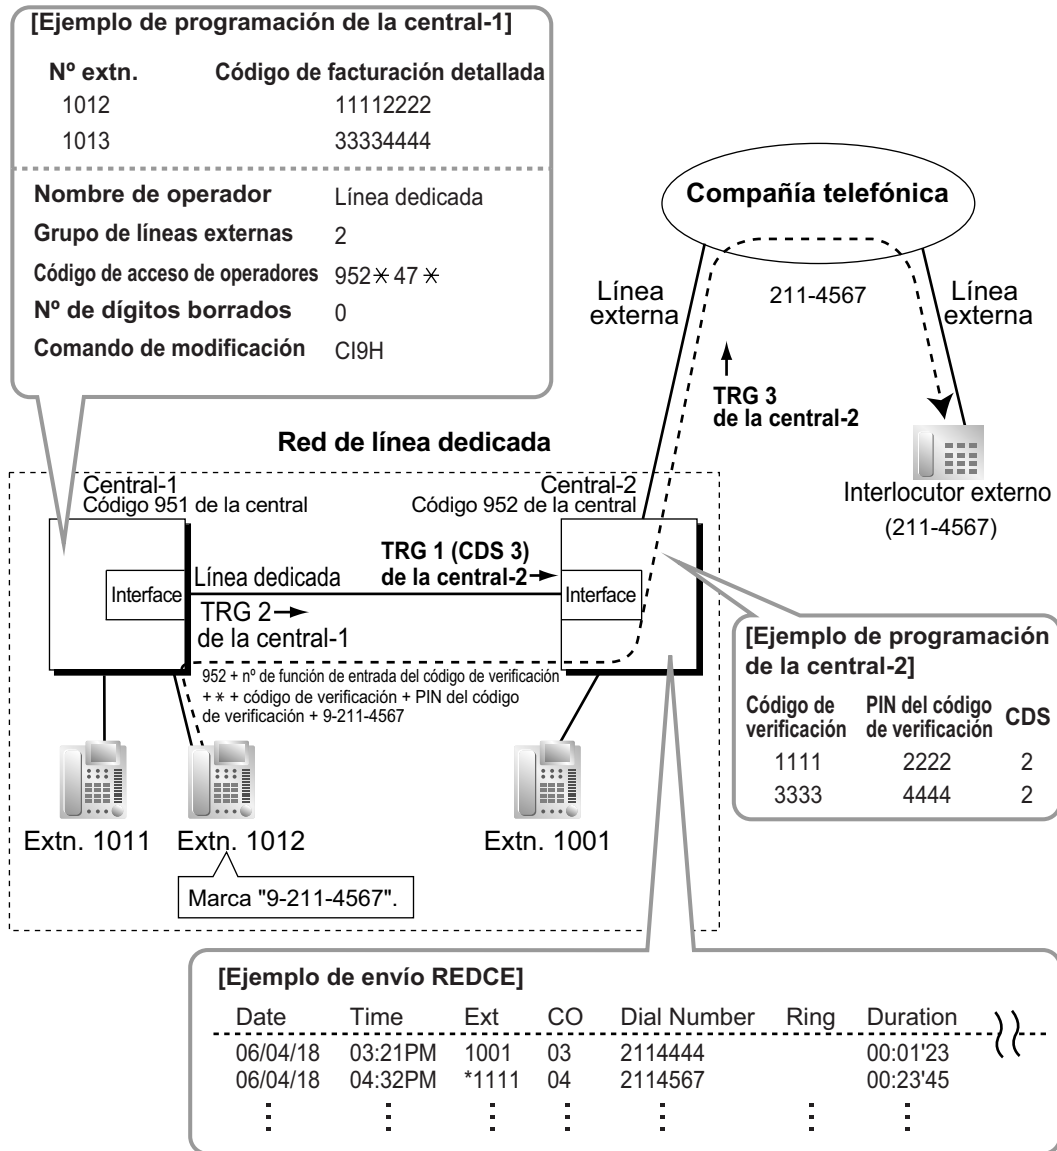 [Ejemplo de programación de la central-1]
Nº extn. Código de facturación detallada
1012 11112222
1013 33334444
Nombre de operador Línea dedicada
Grupo de líneas externas 2
Código de acceso de operadores 952✳47✳
Nº de dígitos borrados 0
Comando de modificación CI9H
Compañía telefónica
Línea
externa
211-4567
Línea
externa
TRG 3
de la central-2
Interlocutor externo
(211-4567)
Red de línea dedicada
Central-1
Código 951 de la central
Central-2
Código 952 de la central
Interface
Línea dedicada
TRG 2
de la central-1
TRG 1 (CDS 3)
de la central-2
Interface
952 + nº de función de entrada del código de verificación
+ ✳ + código de verificación + PIN del código
de verificación + 9-211-4567
Extn. 1011
Extn. 1012
Extn. 1001
Marca "9-211-4567".
[Ejemplo de programación
de la central-2]
Código de verificación PIN del código de verificación CDS
1111 2222 2
3333 4444 2
[Ejemplo de envío REDCE]
Date Time Ext CO Dial Number Ring Duration
06/04/18 03:21PM 1001 03 2114444 00:01'23
06/04/18 04:32PM *1111 04 2114567 00:23'45